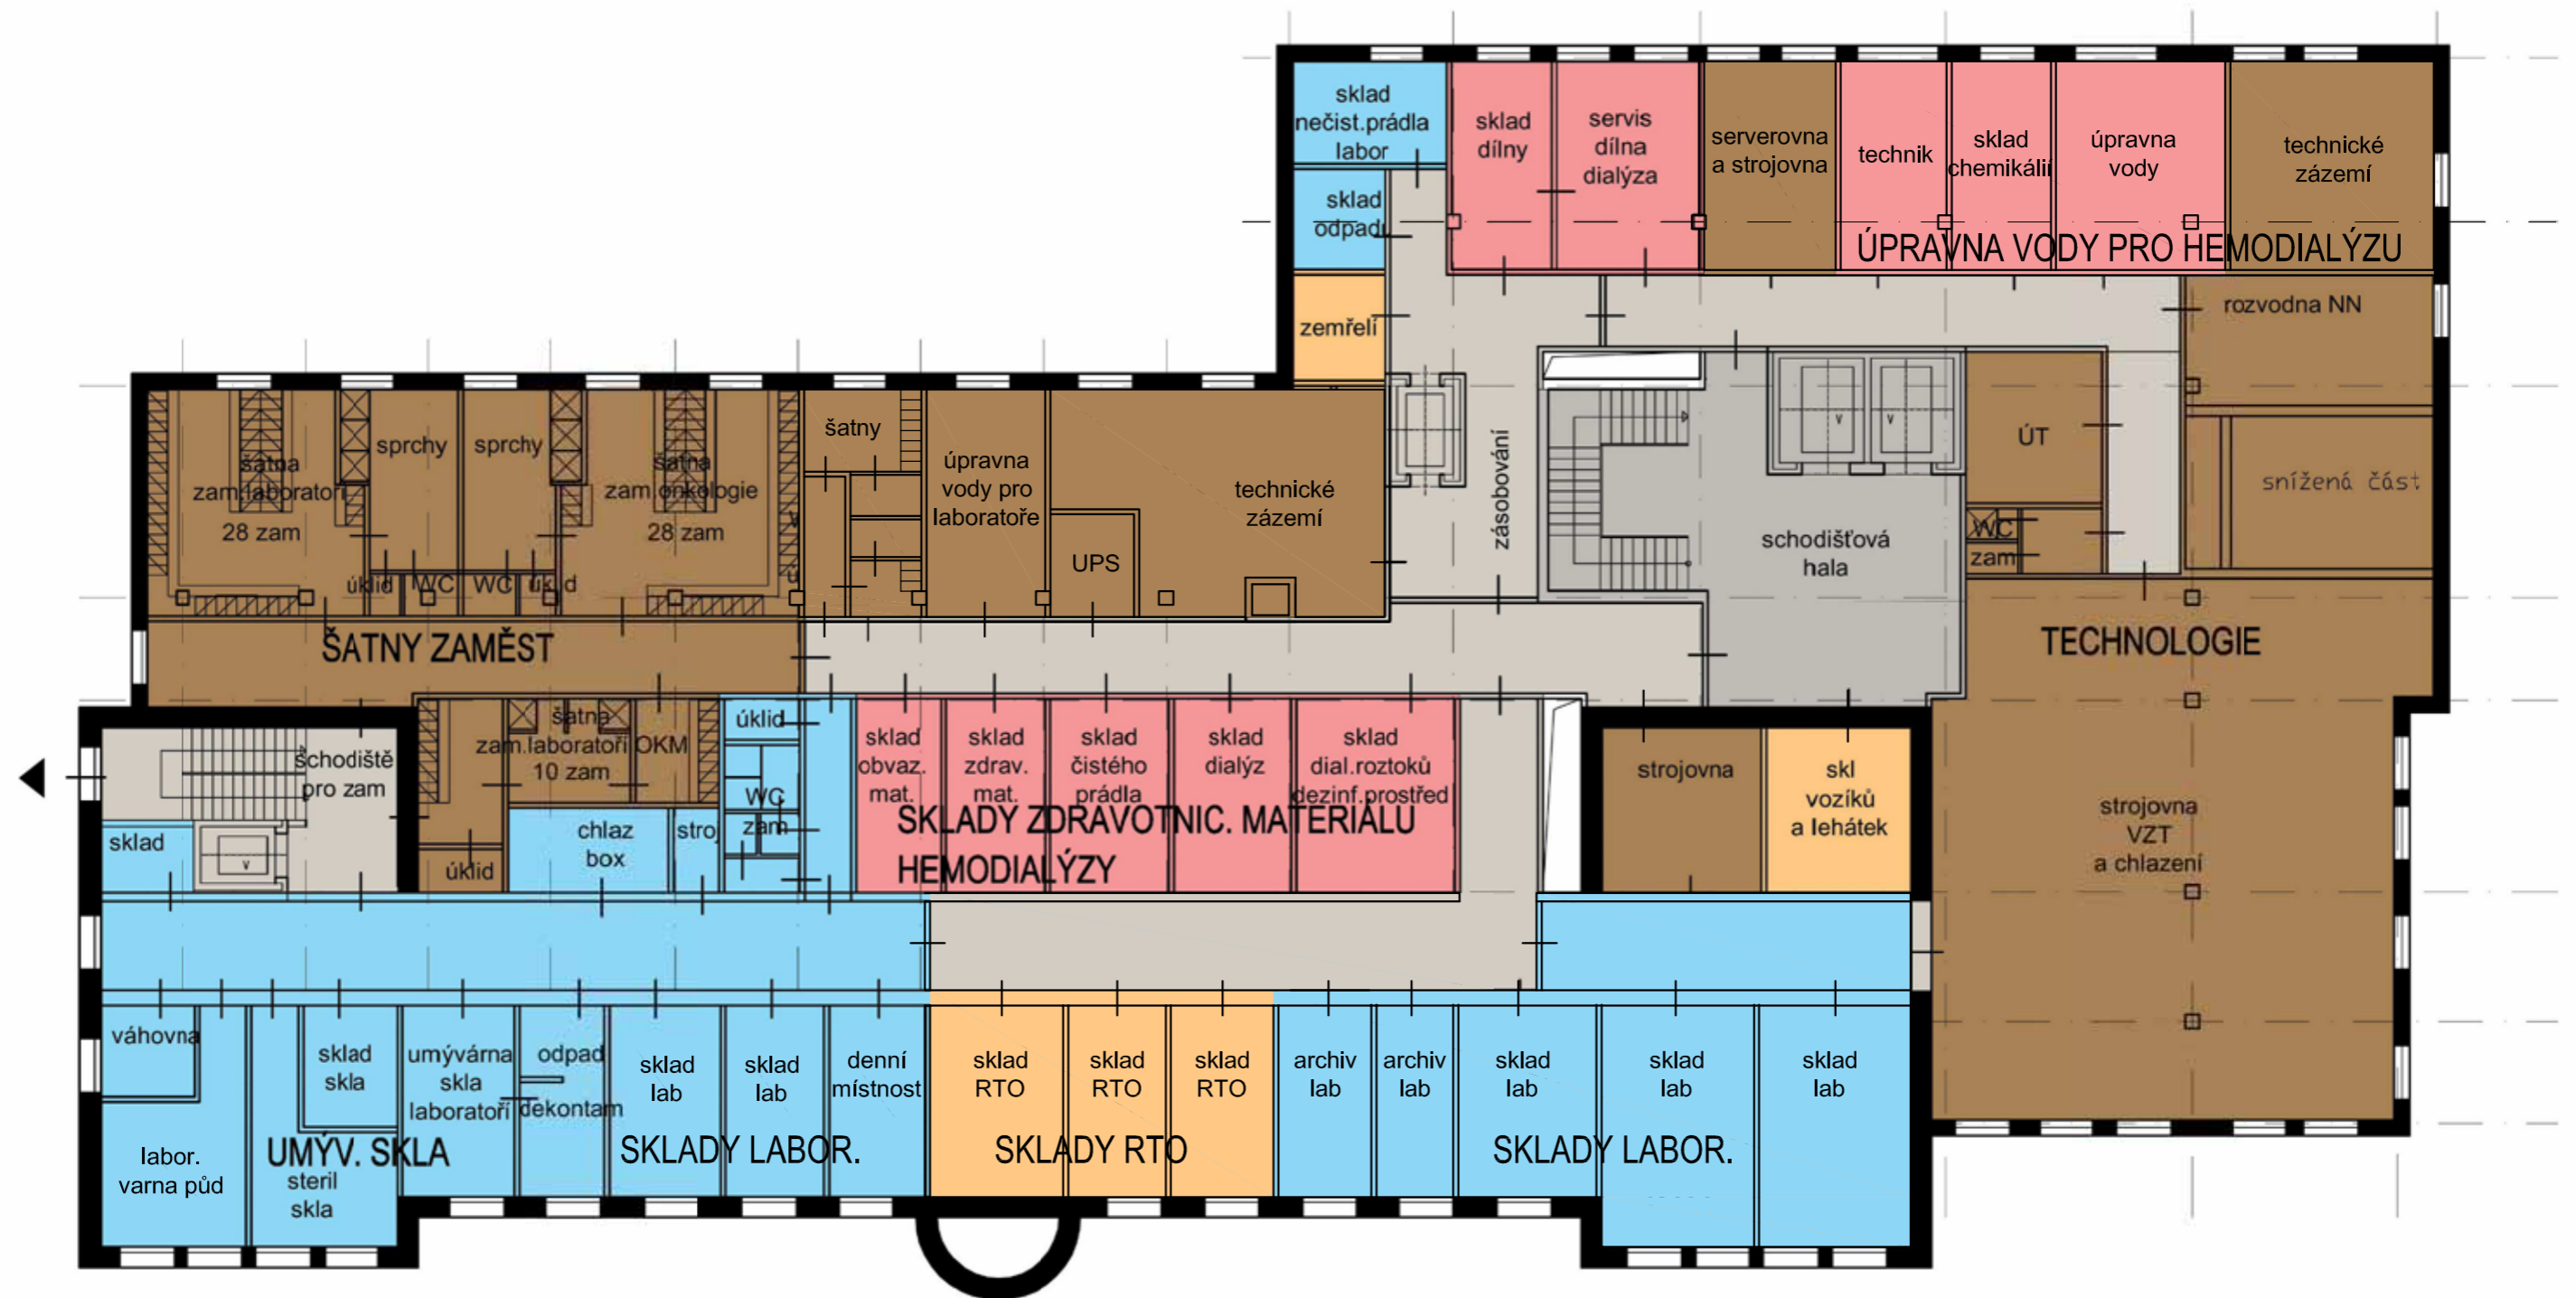 sklad
nečist.prádla
labor
sklad
dílny
servis
dílna
dialýza
serverovna
a strojovna
technik
sklad
chemikálií
úpravna
vody
technické
zázemí
sklad
odpadu
ÚPRAVNA VODY PRO HEMODIALÝZU
zemřelí
rozvodna NN
sprchy
sprchy
šatny
šatna
zam.laboratoří
28 zam
šatna
zam.onkologie
28 zam
úpravna
vody pro
laboratoře
technické
zázemí
UPS
zásobování
schodišťová
hala
ÚT
snížená část
WC
zam
úklid
WC
WC
úklid
ŠATNY ZAMĚST
TECHNOLOGIE
schodiště
pro zam
šatna
zam.laboratoří OKM
10 zam
úklid
sklad
obvaz.
mat.
sklad
zdrav.
mat.
sklad
čistého
prádla
sklad
dialýz
sklad
dial.roztoků
dezinf.prostřed
strojovna
skl
vozíků
a lehátek
strojovna
VZT
a chlazení
WC
zam
sklad
v
chlaz
box
stroj
úklid
SKLADY ZDRAVOTNIC. MATERIÁLU
HEMODIALÝZY
v
v
váhovna
sklad
skla
umývárna
skla
laboratoří
odpad
dekontam
sklad
lab
sklad
lab
denní
místnost
sklad
RTO
sklad
RTO
sklad
RTO
archiv
lab
archiv
lab
sklad
lab
sklad
lab
sklad
lab
labor.
varna půd
UMÝV. SKLA
steril
skla
SKLADY LABOR.
SKLADY RTO
SKLADY LABOR.